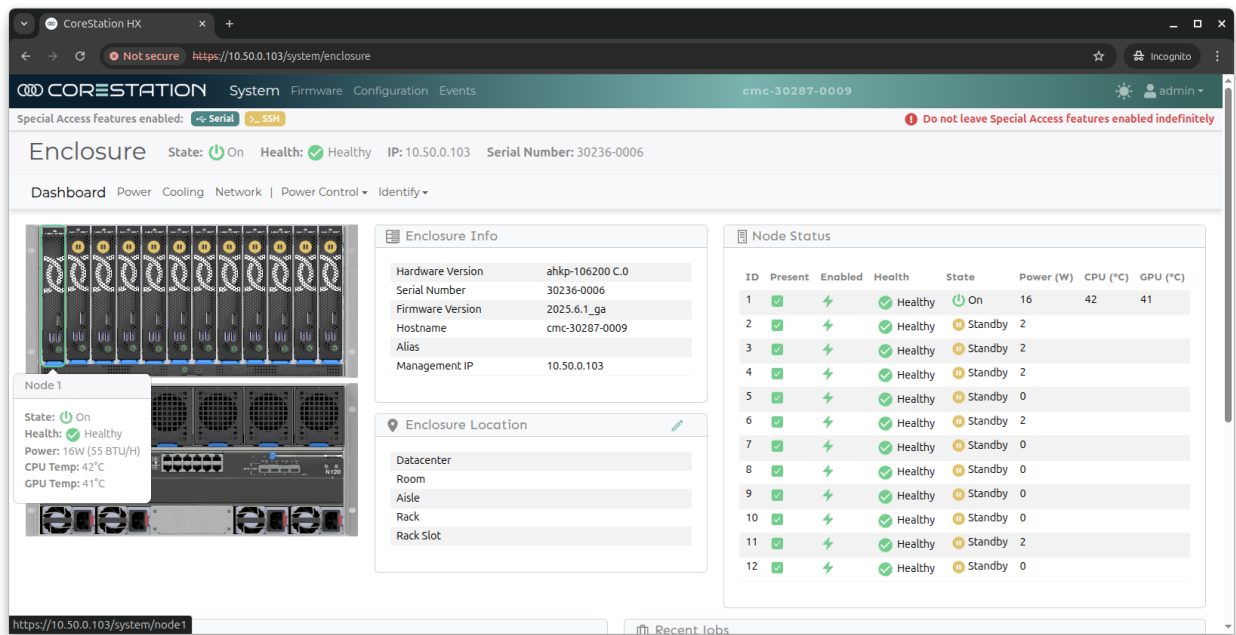 CoreStation HX
Not secure https://10.50.0.103/system/enclosure Incognito
CORESTATION System Firmware Configuration Events cmc-30287-0009 admin
Special Access features enabled: Serial SSH Do not leave Special Access features enabled indefinitely
Enclosure State: On Health: Healthy IP: 10.50.0.103 Serial Number: 30236-0006
Dashboard Power Cooling Network | Power Control Identify
Enclosure Info
Hardware Version ahkp-106200 C.0
Serial Number 30236-0006
Firmware Version 2025.6.1_ga
Hostname cmc-30287-0009
Alias
Management IP 10.50.0.103
Enclosure Location
Datacenter
Room
Aisle
Rack
Rack Slot
Node Status
ID Present Enabled Health State Power (W) CPU (°C) GPU (°C)
1 Healthy On 16 42 41
2 Healthy Standby 2
3 Healthy Standby 2
4 Healthy Standby 2
5 Healthy Standby 0
6 Healthy Standby 2
7 Healthy Standby 0
8 Healthy Standby 0
9 Healthy Standby 0
10 Healthy Standby 0
11 Healthy Standby 2
12 Healthy Standby 0
Node 1
State: On
Health: Healthy
Power: 16W (55 BTU/H)
CPU Temp: 42°C
GPU Temp: 41°C
N120
https://10.50.0.103/system/node1
Recent Jobs